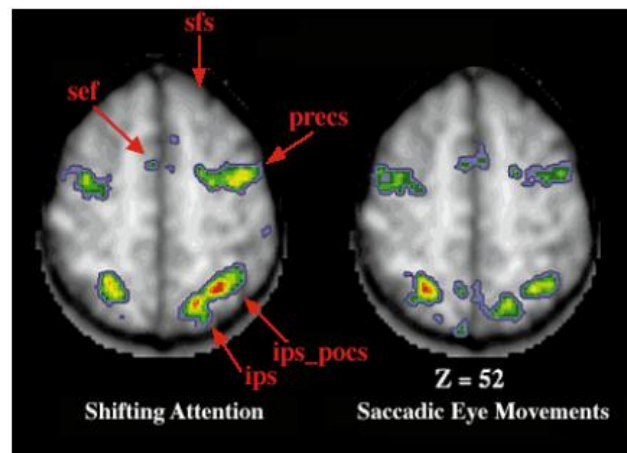 sfs
sef
precs
ips_pocs
ips
Z = 52
Shifting Attention
Saccadic Eye Movements